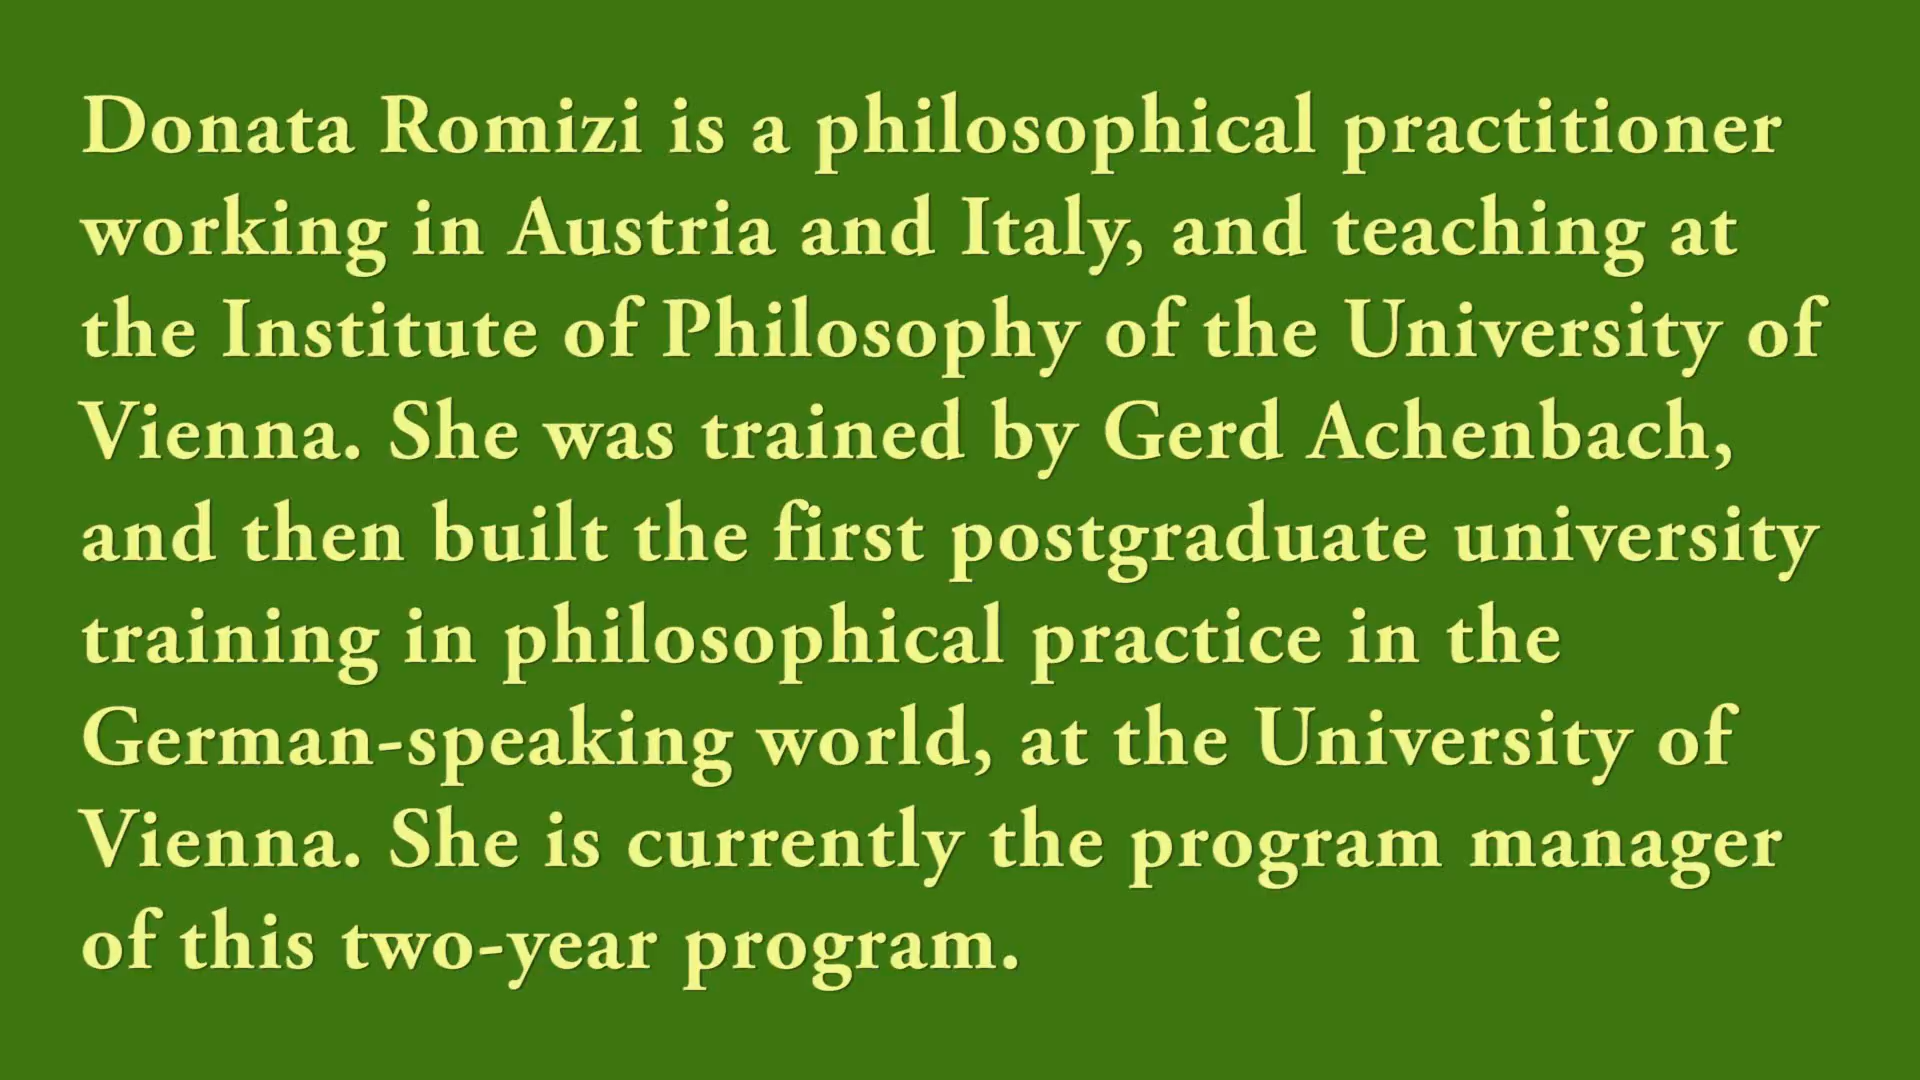 Donata Romizi is a philosophical practitioner
working in Austria and Italy, and teaching at
the Institute of Philosophy of the University of
Vienna. She was trained by Gerd Achenbach,
and then built the first postgraduate university
training in philosophical practice in the
German-speaking world, at the University of
Vienna. She is currently the program manager
of this two-year program.